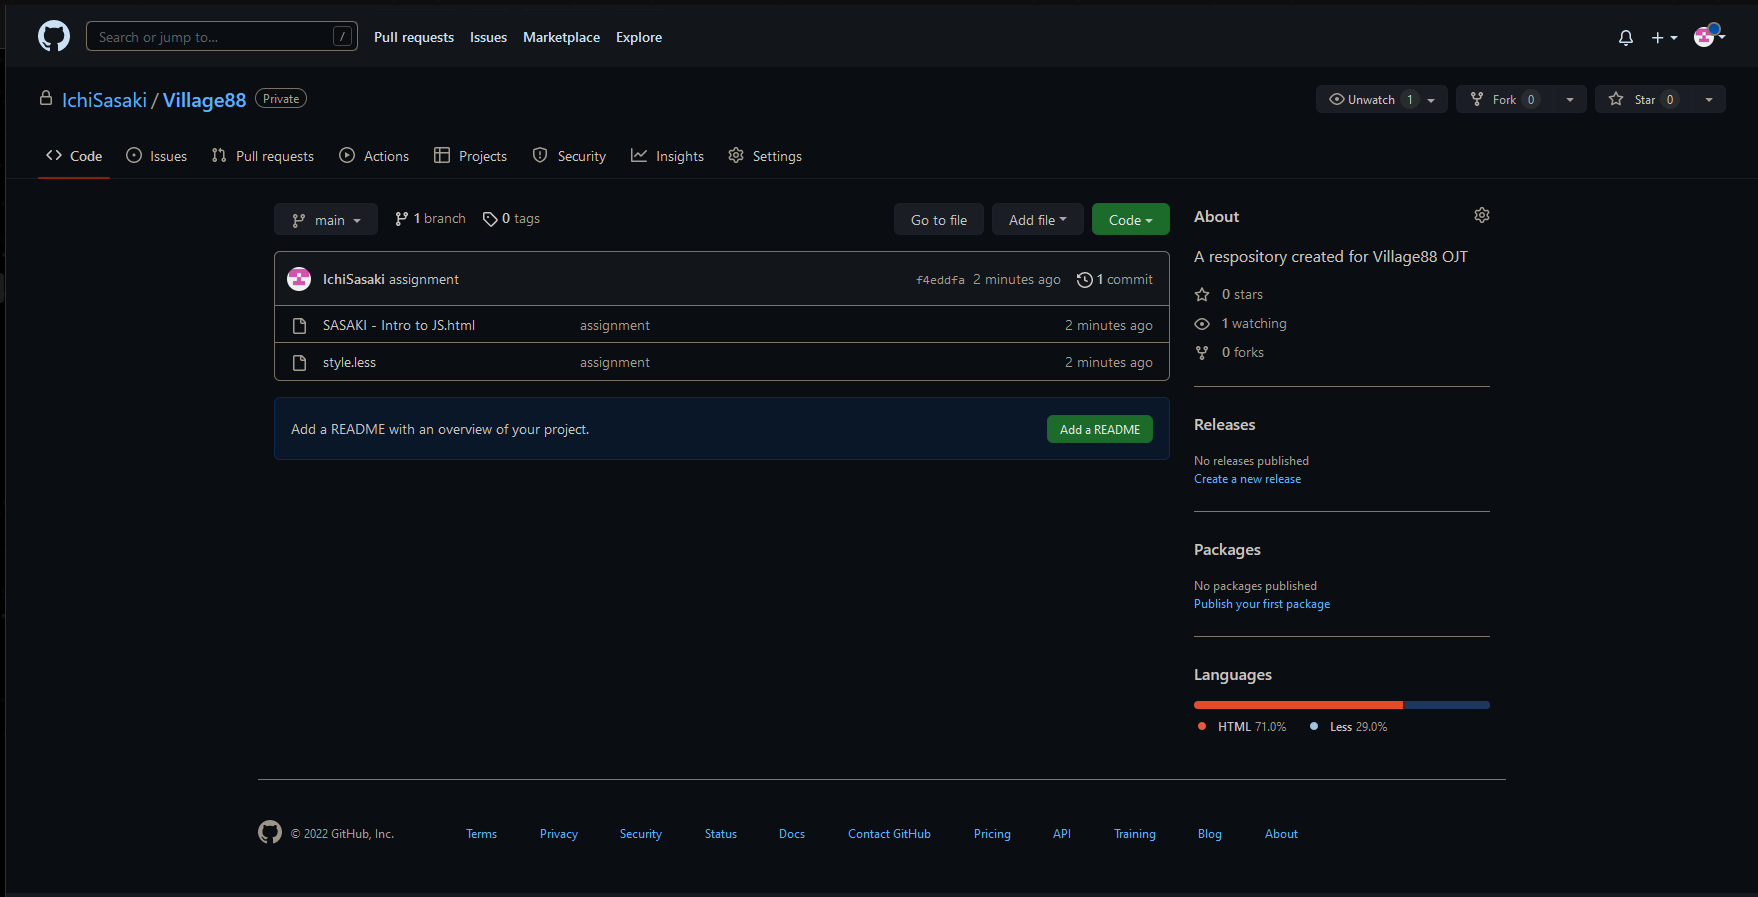 Search or jump to... / Pull requests Issues Marketplace Explore
IchiSasaki / Village88 Private Unwatch 1 Fork 0 Star 0
Code Issues Pull requests Actions Projects Security Insights Settings
main 1 branch 0 tags Go to file Add file Code
IchiSasaki assignment f4eddfa 2 minutes ago 1 commit
SASAKI - Intro to JS.html assignment 2 minutes ago
style.less assignment 2 minutes ago
Add a README with an overview of your project. Add a README
About
A respository created for Village88 OJT
0 stars
1 watching
0 forks
Releases
No releases published
Create a new release
Packages
No packages published
Publish your first package
Languages
HTML 71.0% Less 29.0%
© 2022 GitHub, Inc. Terms Privacy Security Status Docs Contact GitHub Pricing API Training Blog About